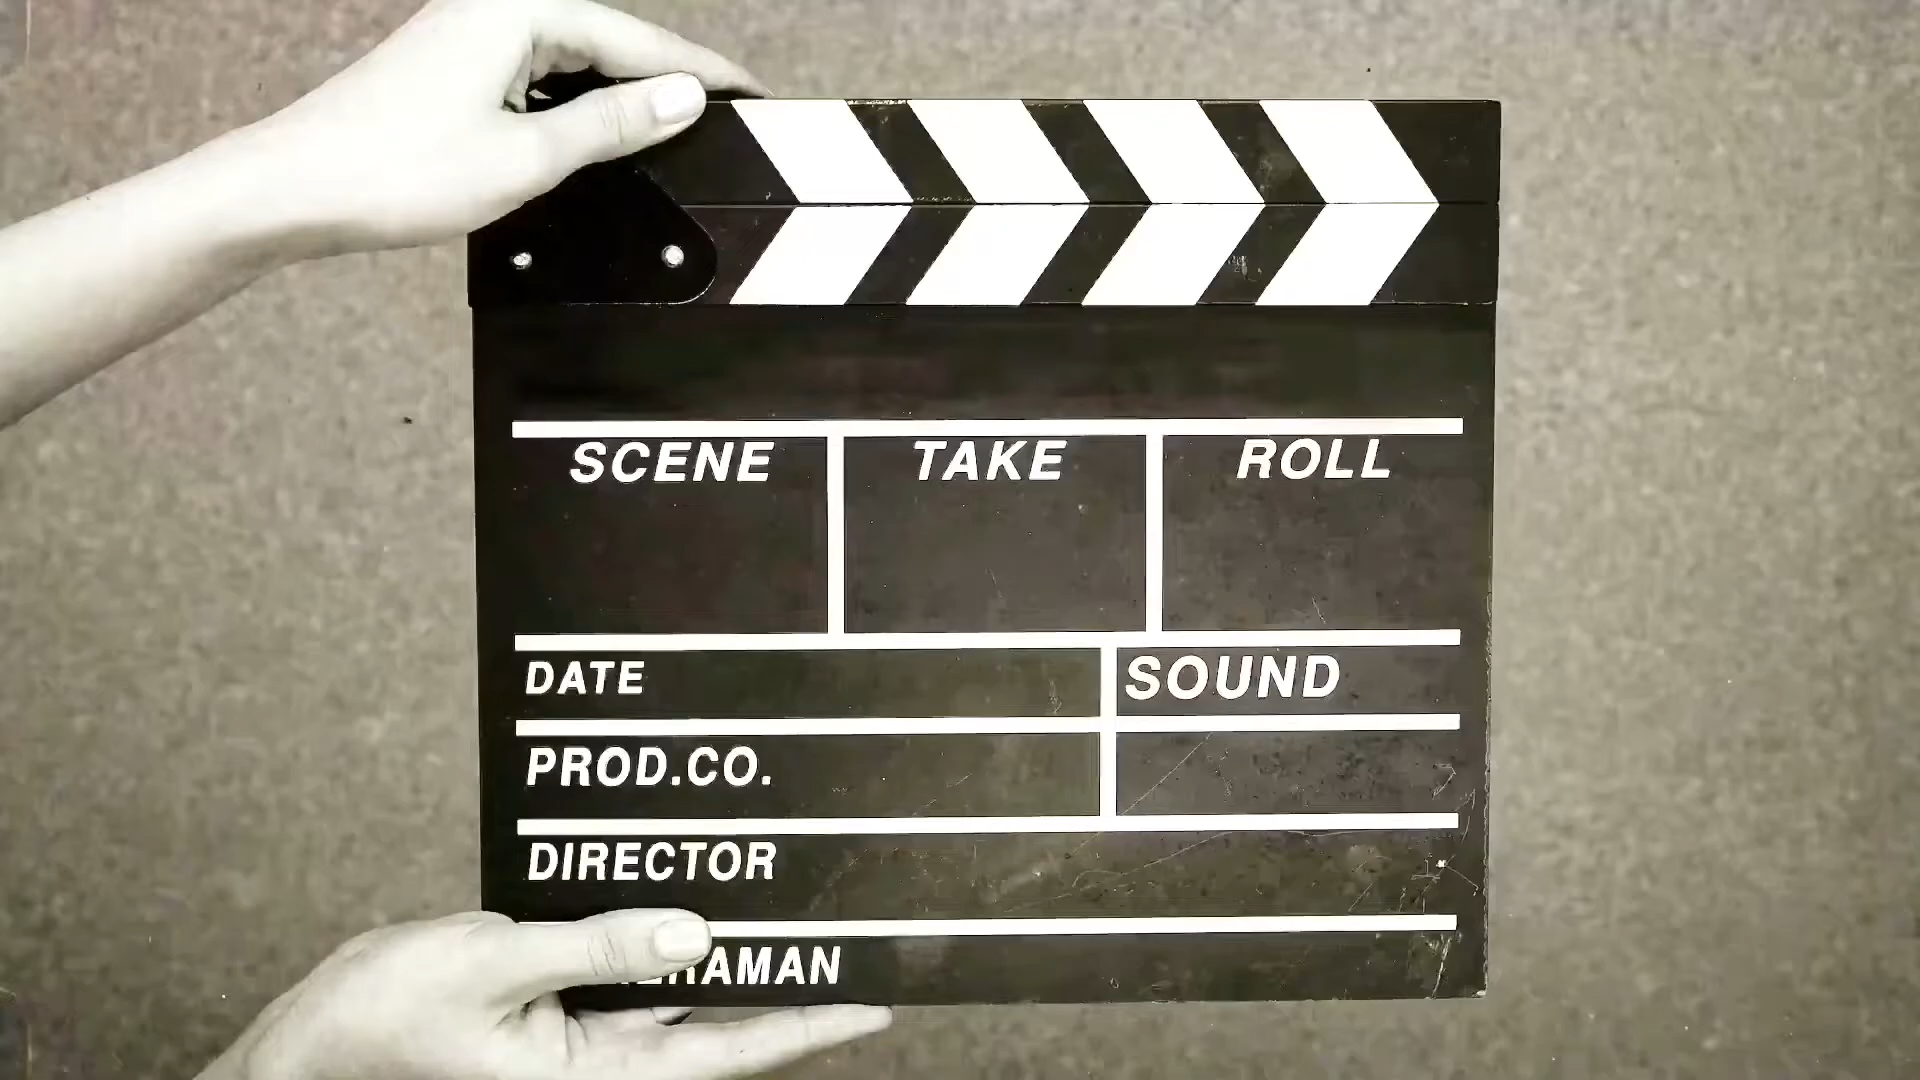 SCENE TAKE ROLL
DATE SOUND
PROD.CO.
DIRECTOR